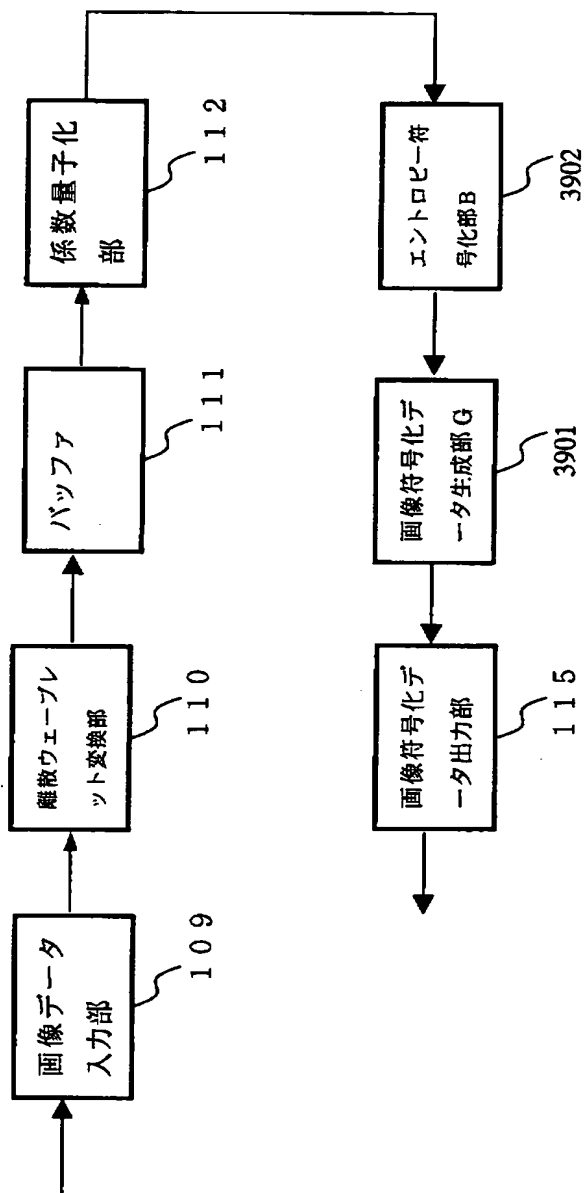 画像データ
入力部
109
離散ウェーブレ
ット変換部
110
バッファ
111
係数量子化
部
112
エントロピー符
号化部B
3902
画像符号化デ
ータ生成部G
3901
画像符号化デ
ータ出力部
115